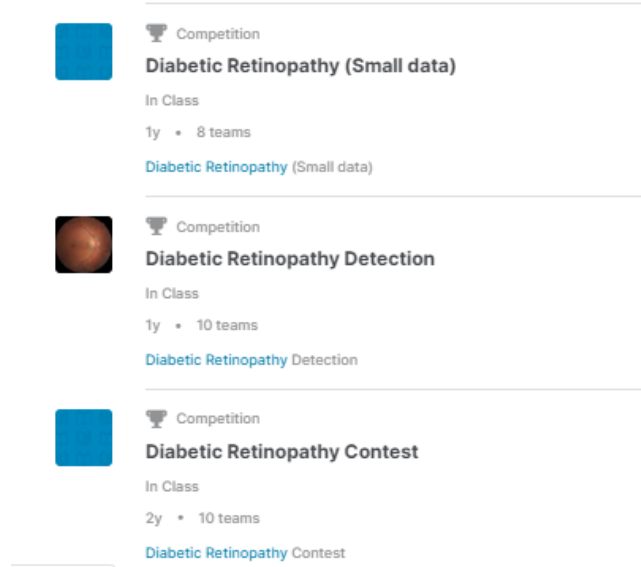 Competition
Diabetic Retinopathy (Small data)
In Class
1y • 8 teams
Diabetic Retinopathy (Small data)
Competition
Diabetic Retinopathy Detection
In Class
1y • 10 teams
Diabetic Retinopathy Detection
Competition
Diabetic Retinopathy Contest
In Class
2y • 10 teams
Diabetic Retinopathy Contest